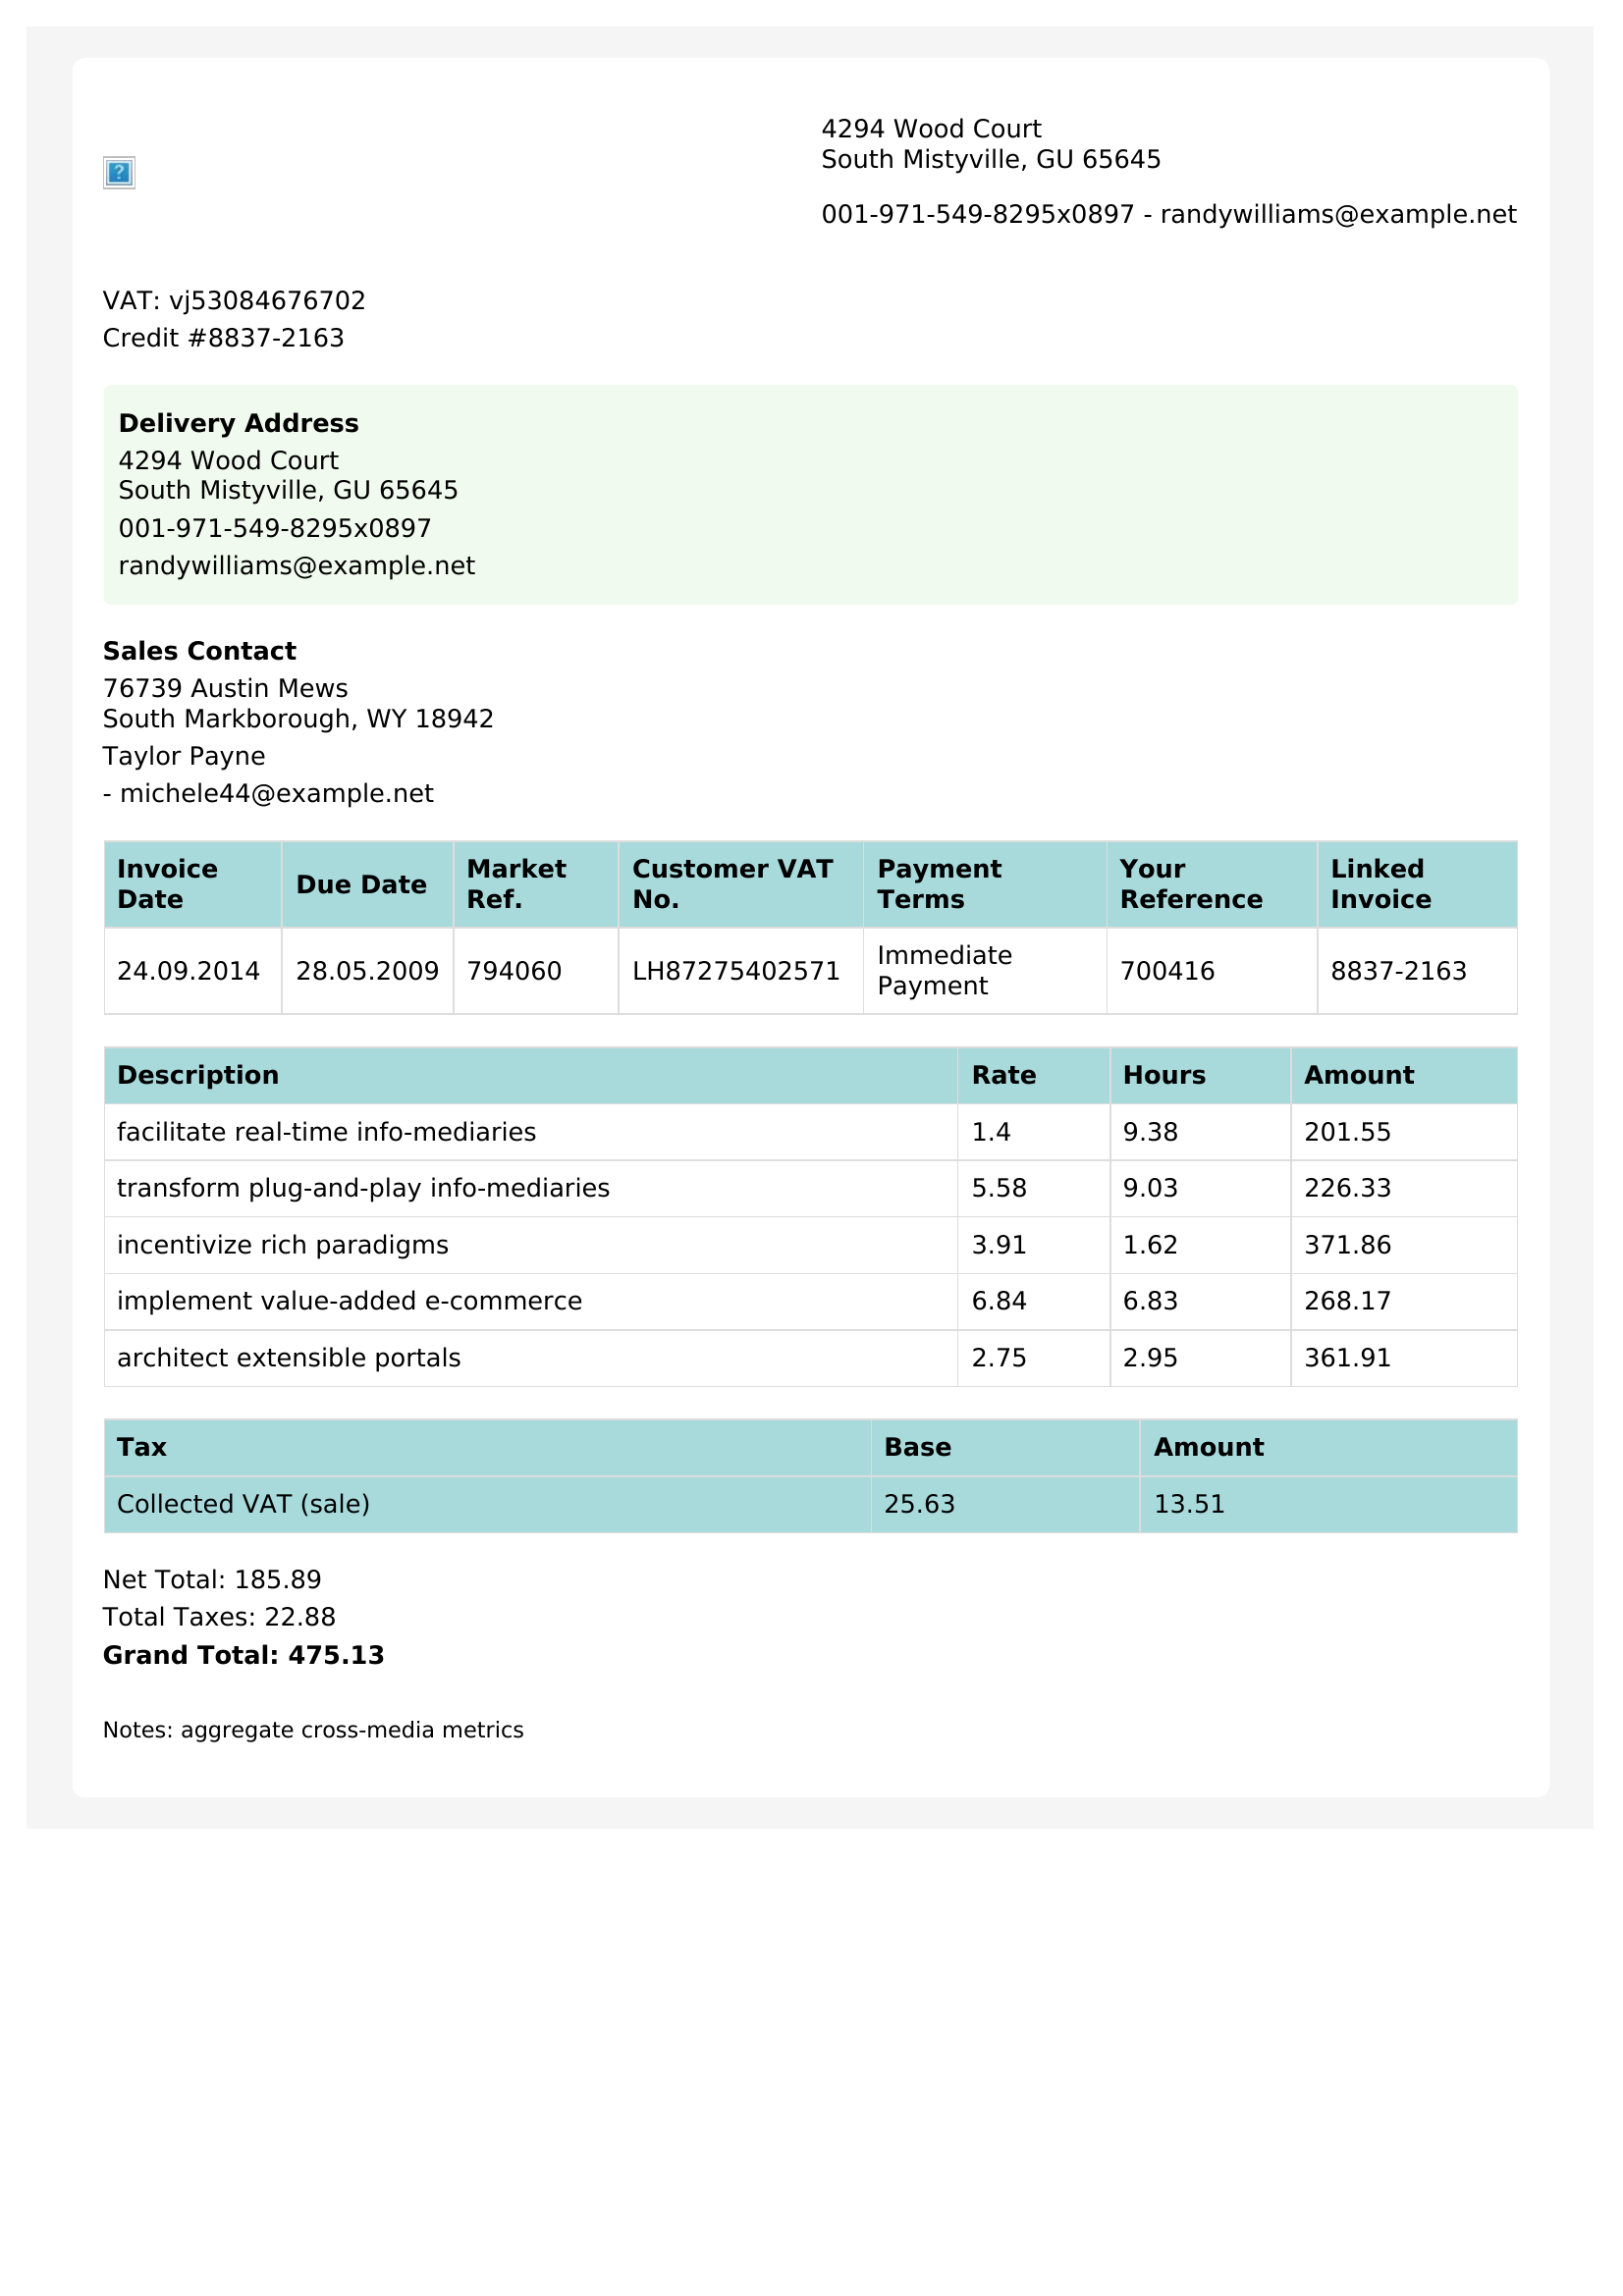 4294 Wood Court
South Mistyville, GU 65645
001-971-549-8295x0897 - randywilliams@example.net
VAT: vj53084676702
Credit #8837-2163
Delivery Address
4294 Wood Court
South Mistyville, GU 65645
001-971-549-8295x0897
randywilliams@example.net
Sales Contact
76739 Austin Mews
South Markborough, WY 18942
Taylor Payne
- michele44@example.net
Invoice Date Due Date Market Ref. Customer VAT No. Payment Terms Your Reference Linked Invoice
24.09.2014 28.05.2009 794060 LH87275402571 Immediate Payment 700416 8837-2163
Description Rate Hours Amount
facilitate real-time info-mediaries 1.4 9.38 201.55
transform plug-and-play info-mediaries 5.58 9.03 226.33
incentivize rich paradigms 3.91 1.62 371.86
implement value-added e-commerce 6.84 6.83 268.17
architect extensible portals 2.75 2.95 361.91
Tax Base Amount
Collected VAT (sale) 25.63 13.51
Net Total: 185.89
Total Taxes: 22.88
Grand Total: 475.13
Notes: aggregate cross-media metrics